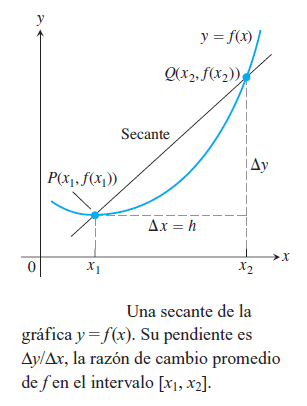 y
y = f(x)
Q(x₂, f(x₂))
Secante
P(x₁, f(x₁))
Δy
Δx = h
0
x₁
x₂
x
Una secante de la
gráfica y = f(x). Su pendiente es
Δy/Δx, la razón de cambio promedio
de f en el intervalo [x₁, x₂].